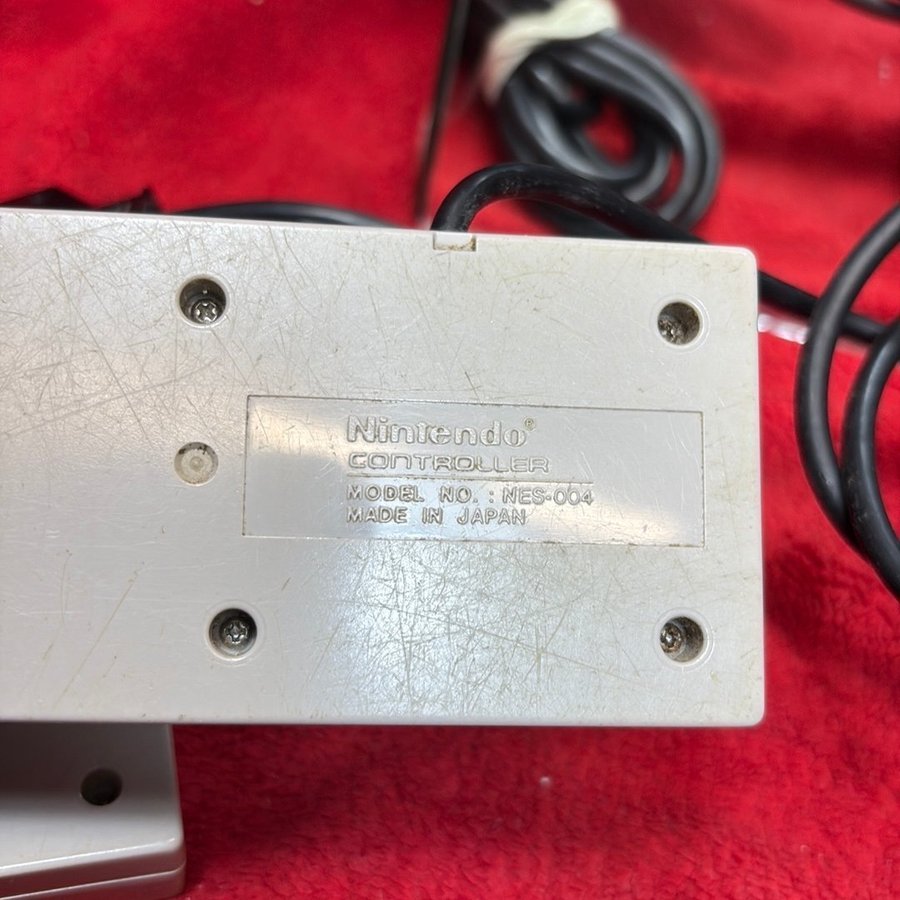 Nintendo®
CONTROLLER
MODEL NO. : NES-004
MADE IN JAPAN